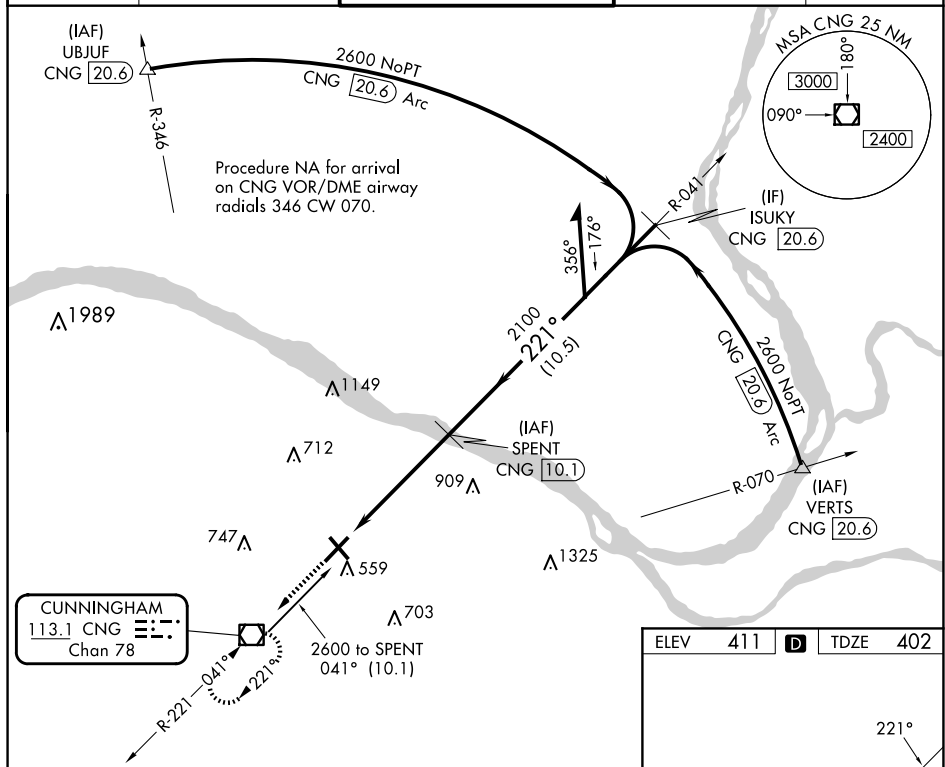 (IAF)
UBJUF
CNG 20.6
2600 NoPT
CNG 20.6 Arc
R-346
Procedure NA for arrival
on CNG VOR/DME airway
radials 346 CW 070.
MSA CNG 25 NM
180°
3000
090°
2400
R-041
(IF)
ISUKY
CNG 20.6
356°
176°
2100
221°
(10.5)
2600 NoPT
CNG 20.6 Arc
1989
1149
712
(IAF)
SPENT
CNG 10.1
909
R-070
(IAF)
VERTS
CNG 20.6
747
559
1325
703
CUNNINGHAM
113.1 CNG
Chan 78
2600 to SPENT
041° (10.1)
R-221
041°
221°
ELEV 411 D TDZE 402
221°